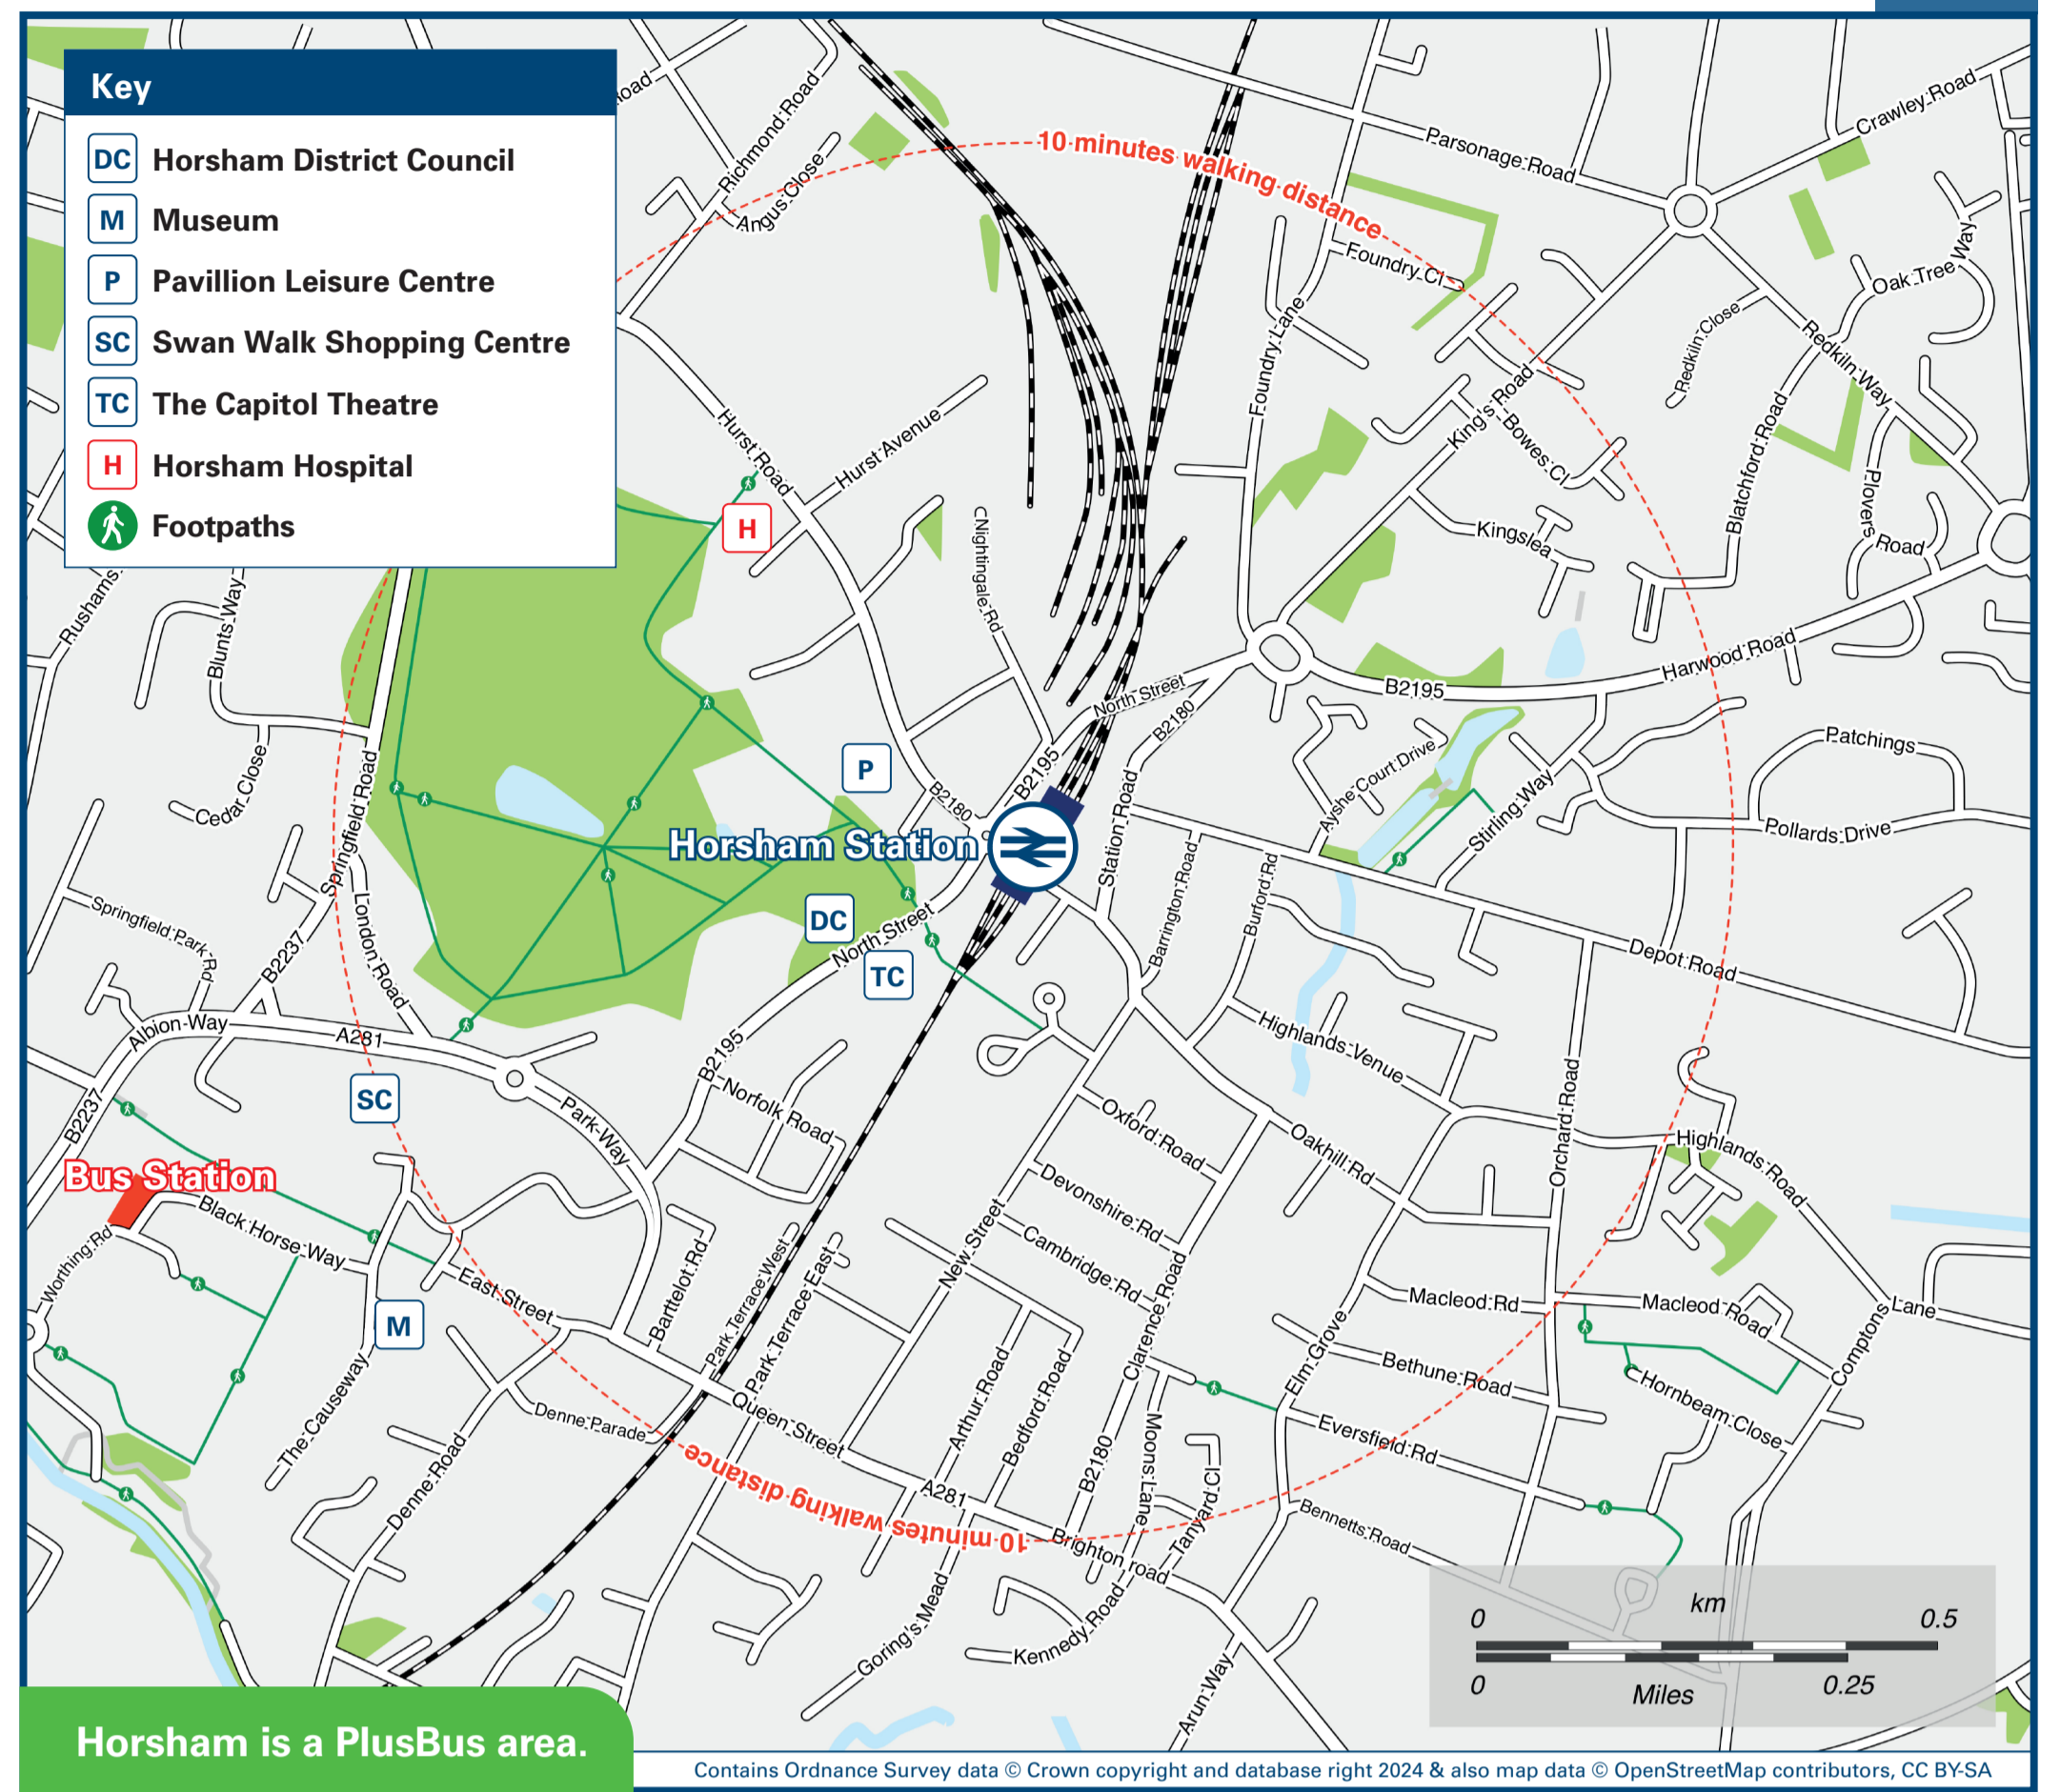 Key
DC Horsham District Council
M Museum
P Pavillion Leisure Centre
SC Swan Walk Shopping Centre
TC The Capitol Theatre
H Horsham Hospital
Footpaths
Richmond Road
Angus Close
10 minutes walking distance
Parsonage Road
Crawley Road
Foundry Cl
Foundry Lane
Oak Tree Way
Redkiln Close
Redkiln Way
King's Road
Bowes Cl
Blatchford Road
Plovers Road
Kingslea
Hurst Road
Hurst Avenue
H
Nightingale Rd
Rushams
Blunts Way
North Street
B2180
B2195
Harwood Road
Patchings
Pollards Drive
Ayshe Court Drive
Stirling Way
Cedar Close
Springfield Road
P
B2180
B2195
Horsham Station
Station Road
Barrington Road
Burford Rd
DC
North Street
TC
Depot Road
Springfield Park Rd
B2237
London Road
Albion Way
A281
B2195
Highlands Venue
SC
B2237
Park Way
Norfolk Road
Oxford Road
Oakhill Rd
Orchard Road
Highlands Road
Bus Station
Black Horse Way
Worthing Rd
Devonshire Rd
New Street
Cambridge Rd
Clarence Road
East Street
Barttelot Rd
Park Terrace West
Park Terrace East
M
Macleod Rd
Macleod Road
Comptons Lane
Elm Grove
Bethune Road
Hornbeam Close
The Causeway
Denne Parade
Queen Street
Arthur Road
Bedford Road
B2180
Moons Lane
Tanyard Cl
Eversfield Rd
Denne Road
10 minutes walking distance
A281
Brighton road
Bennetts Road
Goring's Mead
Kennedy Road
Arun Way
km
0 0.5
0 0.25
Miles
Horsham is a PlusBus area.
Contains Ordnance Survey data © Crown copyright and database right 2024 & also map data © OpenStreetMap contributors, CC BY-SA